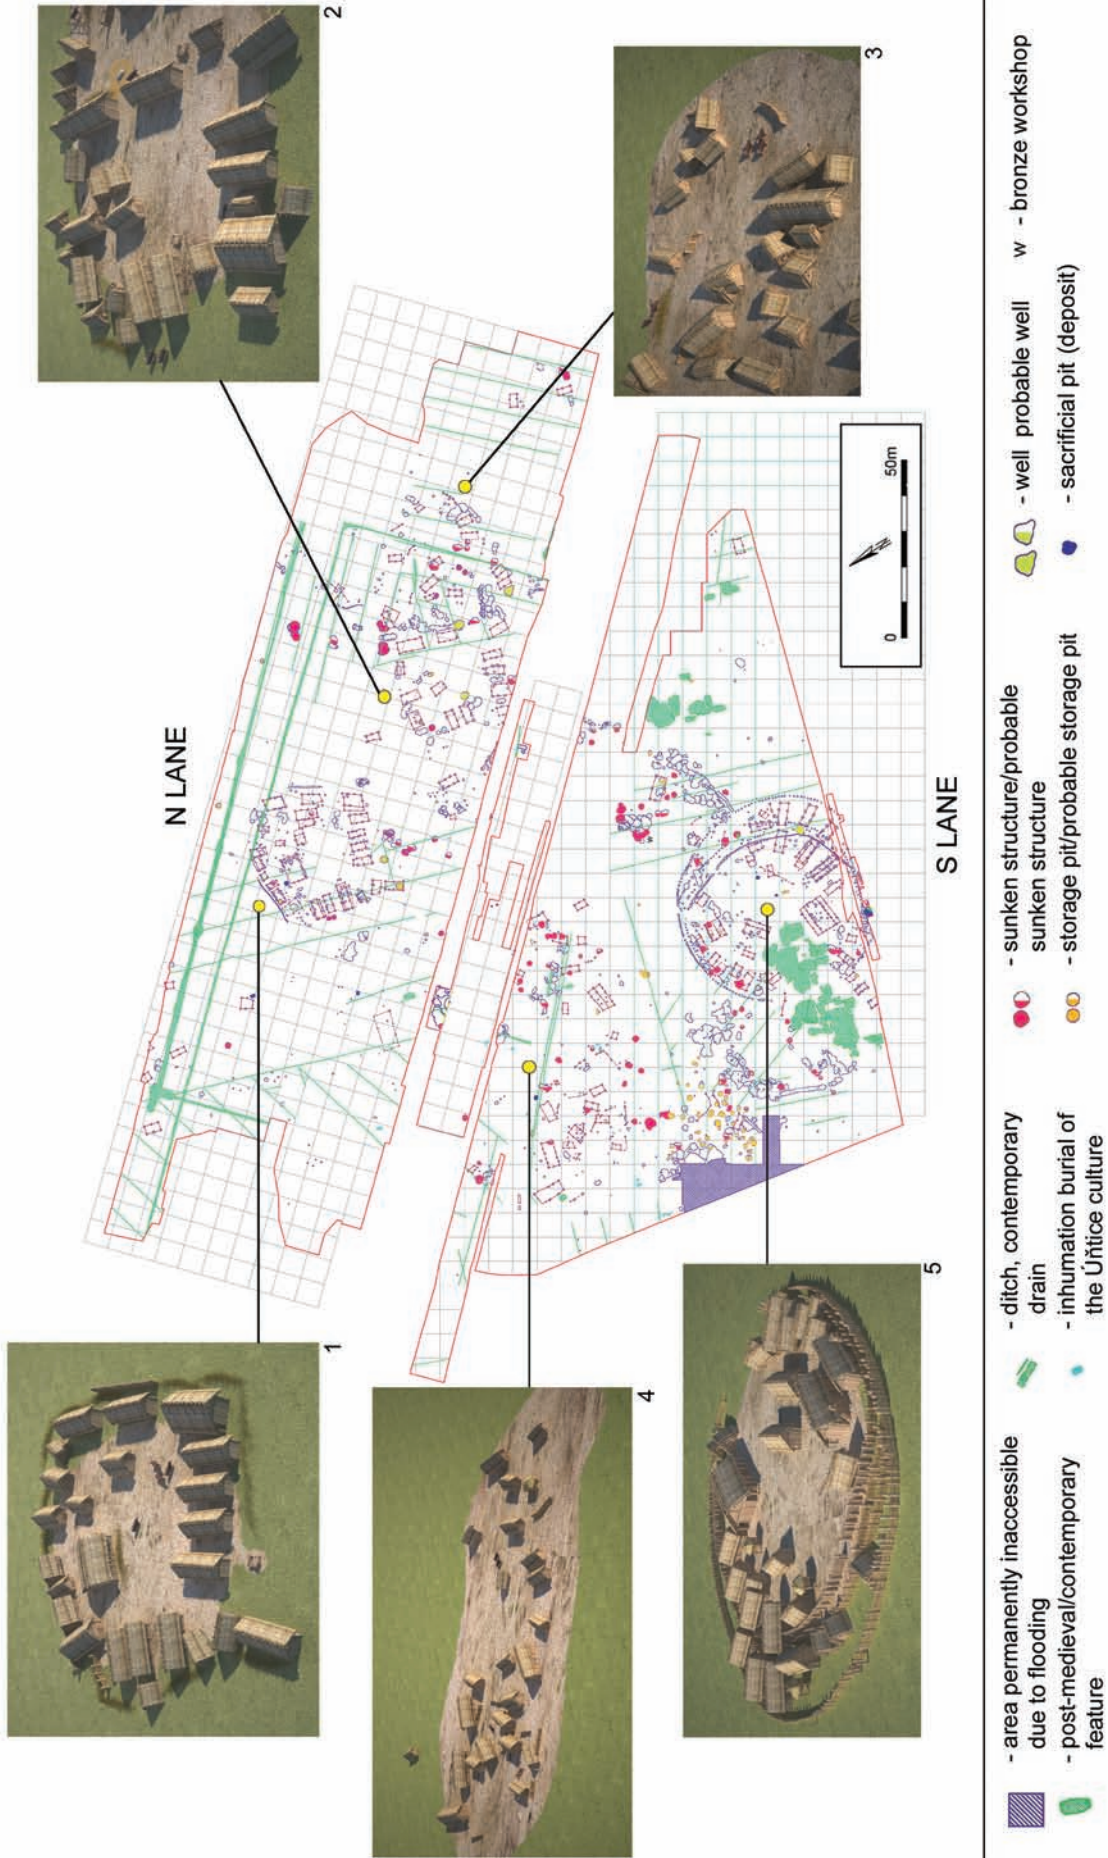 1
2
3
4
5
N LANE
S LANE
0 50m
N
w
- area permanently inaccessible
due to flooding
- post-medieval/contemporary
feature
- ditch, contemporary
drain
- inhumation burial of
the Úňtice culture
- sunken structure/probable
sunken structure
- storage pit/probable storage pit
- well probable well
- sacrificial pit (deposit)
w - bronze workshop